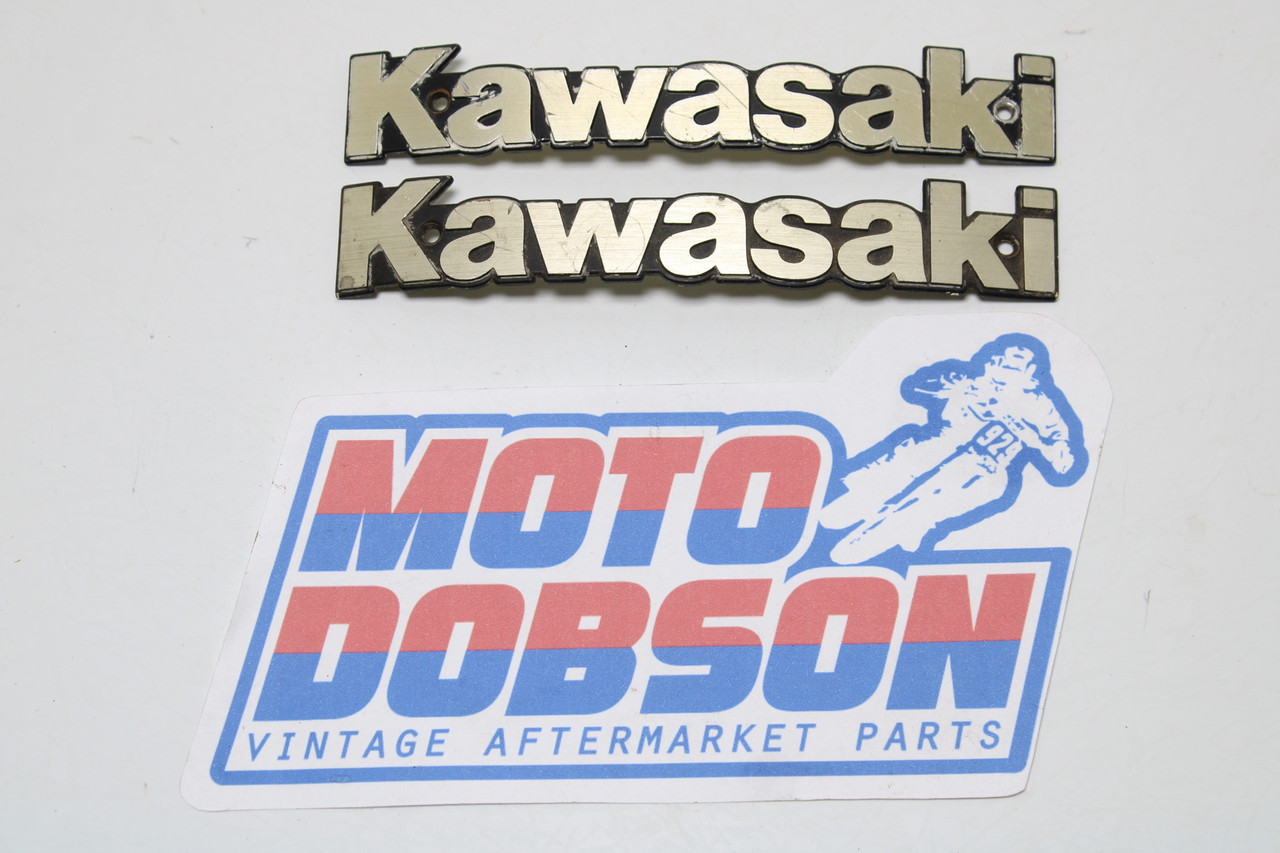 Kawasaki
Kawasaki
MOTO
DOBSON
VINTAGE AFTERMARKET PARTS